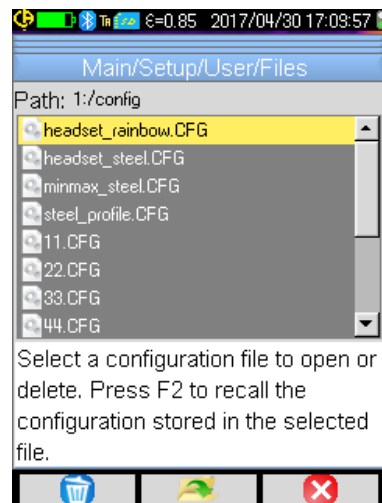 TR ε=0.85 2017/04/30 17:09:57
Main/Setup/User/Files
Path: 1:/config
headset_rainbow.CFG
headset_steel.CFG
minmax_steel.CFG
steel_profile.CFG
11.CFG
22.CFG
33.CFG
44.CFG
Select a configuration file to open or
delete. Press F2 to recall the
configuration stored in the selected
file.